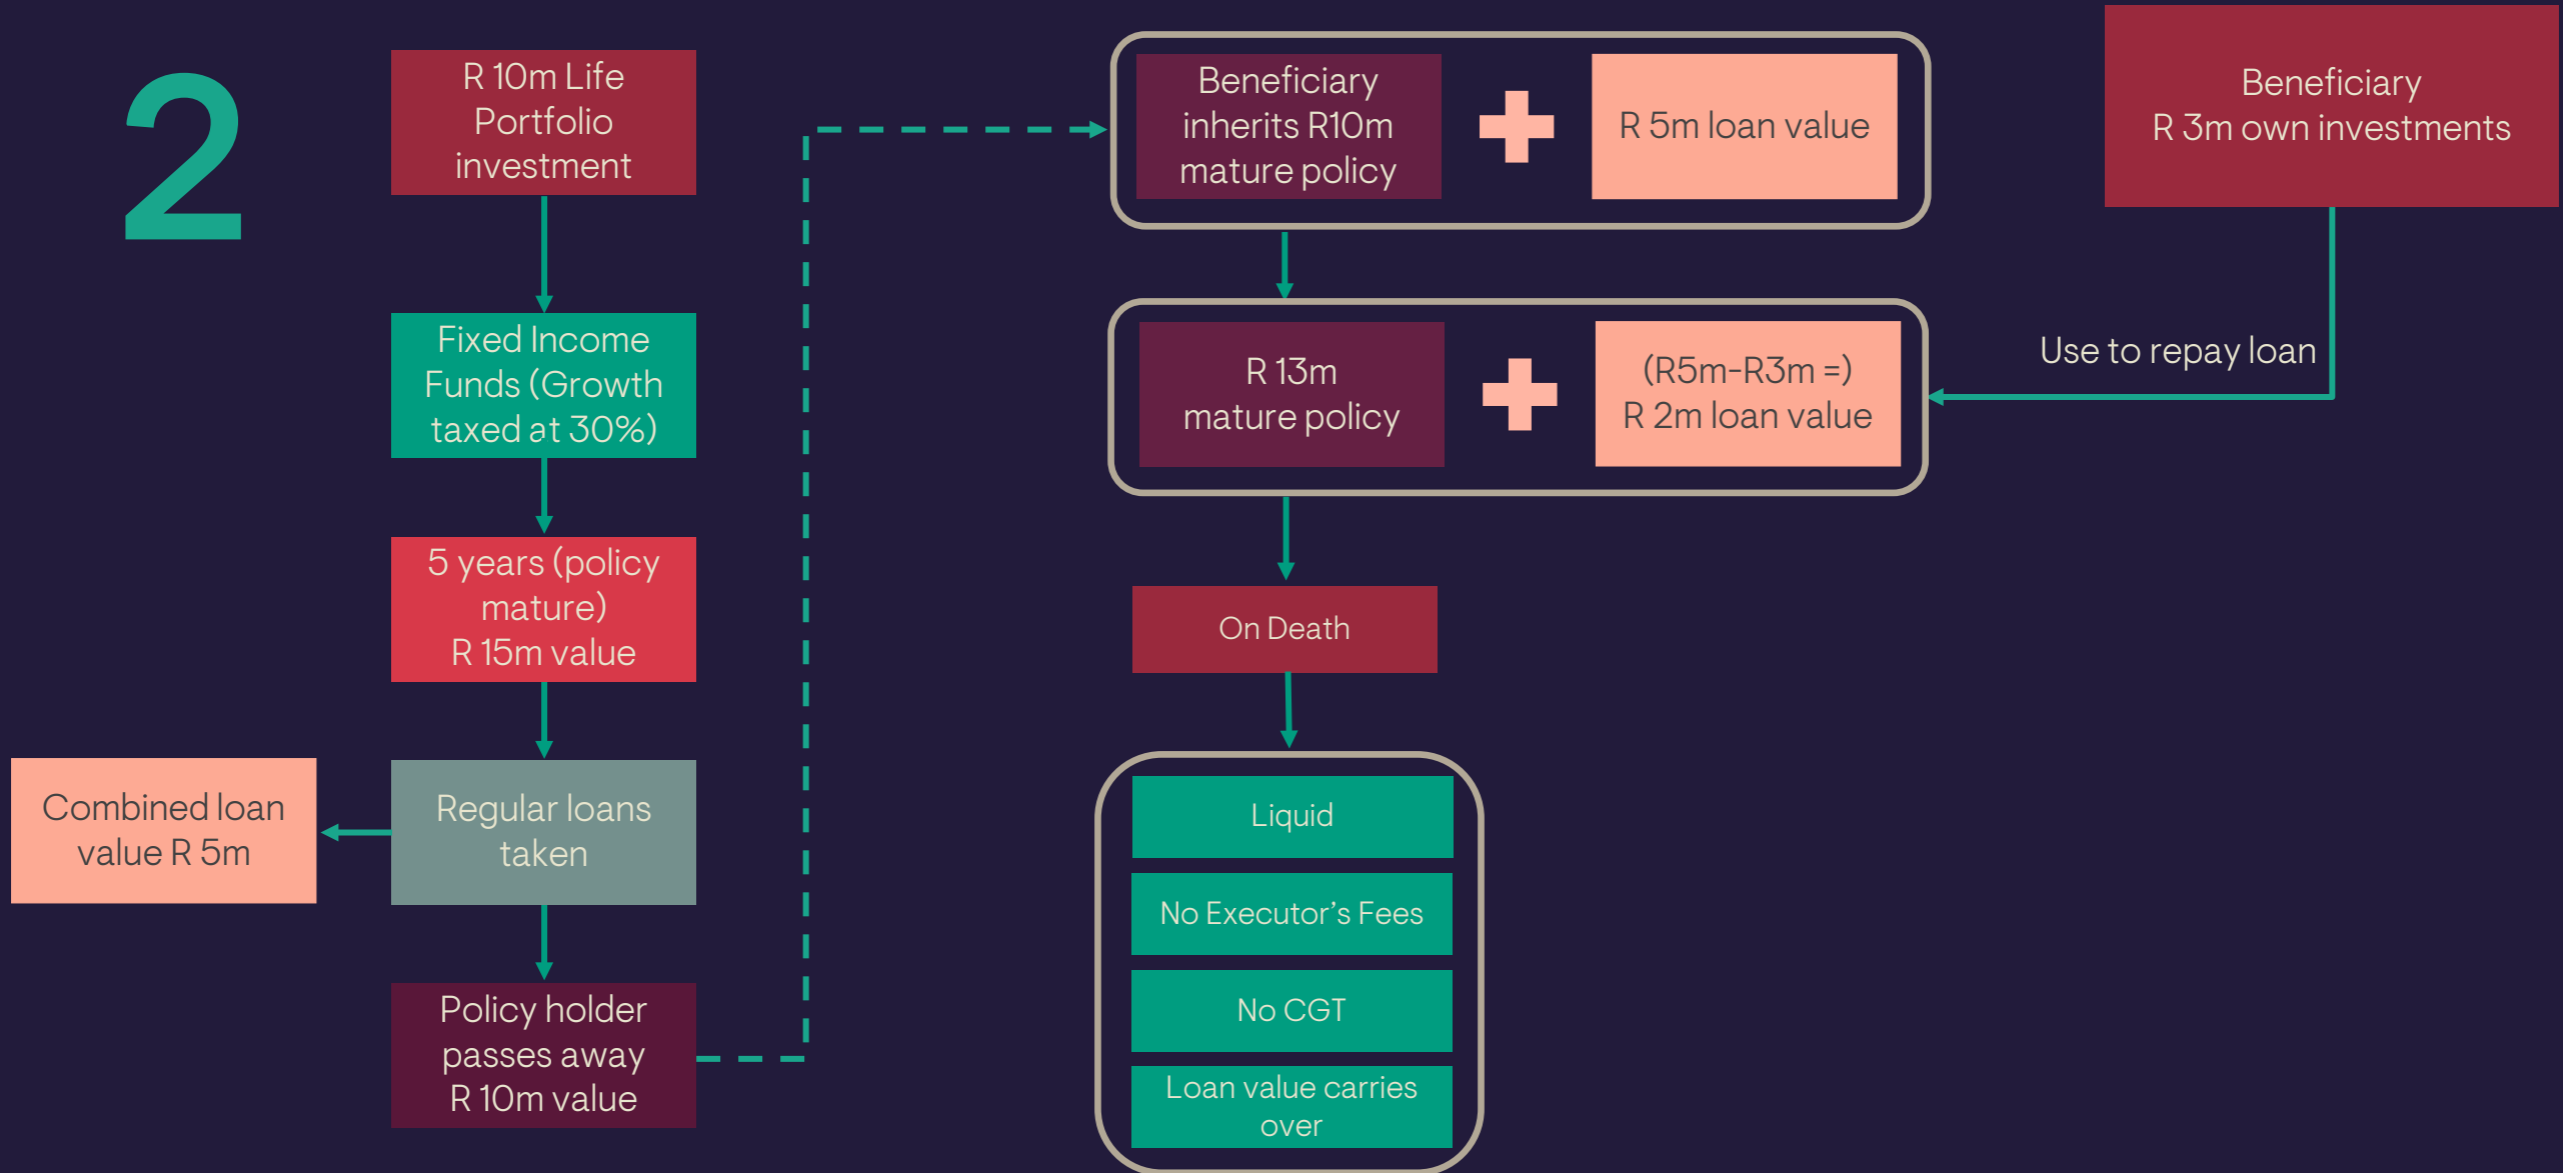 2
R 10m Life
Portfolio
investment
Fixed Income
Funds (Growth
taxed at 30%)
5 years (policy
mature)
R 15m value
Regular loans
taken
Combined loan
value R 5m
Policy holder
passes away
R 10m value
Beneficiary
inherits R10m
mature policy
R 5m loan value
Beneficiary
R 3m own investments
Use to repay loan
R 13m
mature policy
(R5m-R3m =)
R 2m loan value
On Death
Liquid
No Executor’s Fees
No CGT
Loan value carries
over